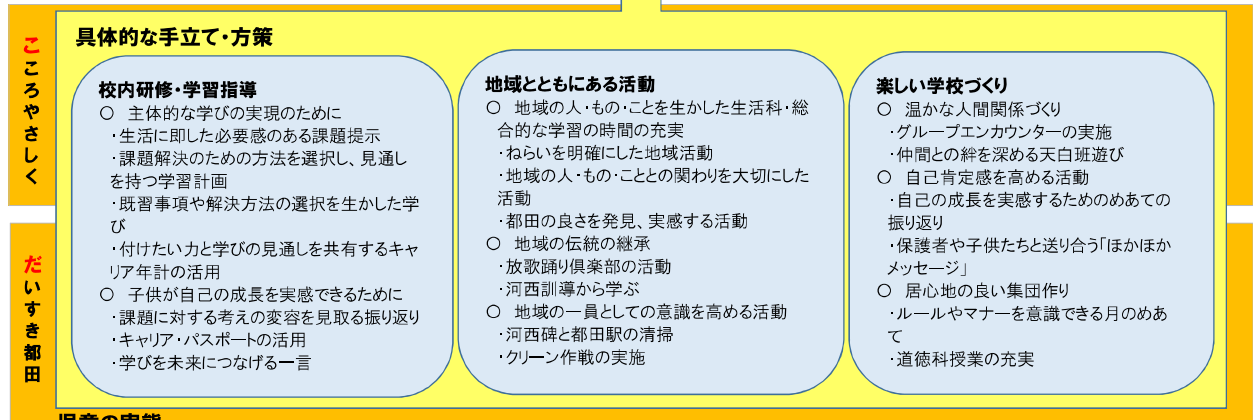 こころやさしく
だいすき都田
具体的な手立て・方策
校内研修・学習指導
○　主体的な学びの実現のために
・生活に即した必要感のある課題提示
・課題解決のための方法を選択し、見通し
を持つ学習計画
・既習事項や解決方法の選択を生かした学
び
・付けたい力と学びの見通しを共有するキャ
リア年計の活用
○　子供が自己の成長を実感できるために
・課題に対する考えの変容を見取る振り返り
・キャリア・パスポートの活用
・学びを未来につなげる一言
地域とともにある活動
○　地域の人・もの・ことを生かした生活科・総
合的な学習の時間の充実
・ねらいを明確にした地域活動
・地域の人・もの・こととの関わりを大切にした
活動
・都田の良さを発見、実感する活動
○　地域の伝統の継承
・放歌踊り倶楽部の活動
・河西訓導から学ぶ
○　地域の一員としての意識を高める活動
・河西碑と都田駅の清掃
・クリーン作戦の実施
楽しい学校づくり
○　温かな人間関係づくり
・グループエンカウンターの実施
・仲間との絆を深める天白班遊び
○　自己肯定感を高める活動
・自己の成長を実感するためのめあての
振り返り
・保護者や子供たちと送り合う「ほかほか
メッセージ」
○　居心地の良い集団作り
・ルールやマナーを意識できる月のめあ
て
・道徳科授業の充実
児童の実態